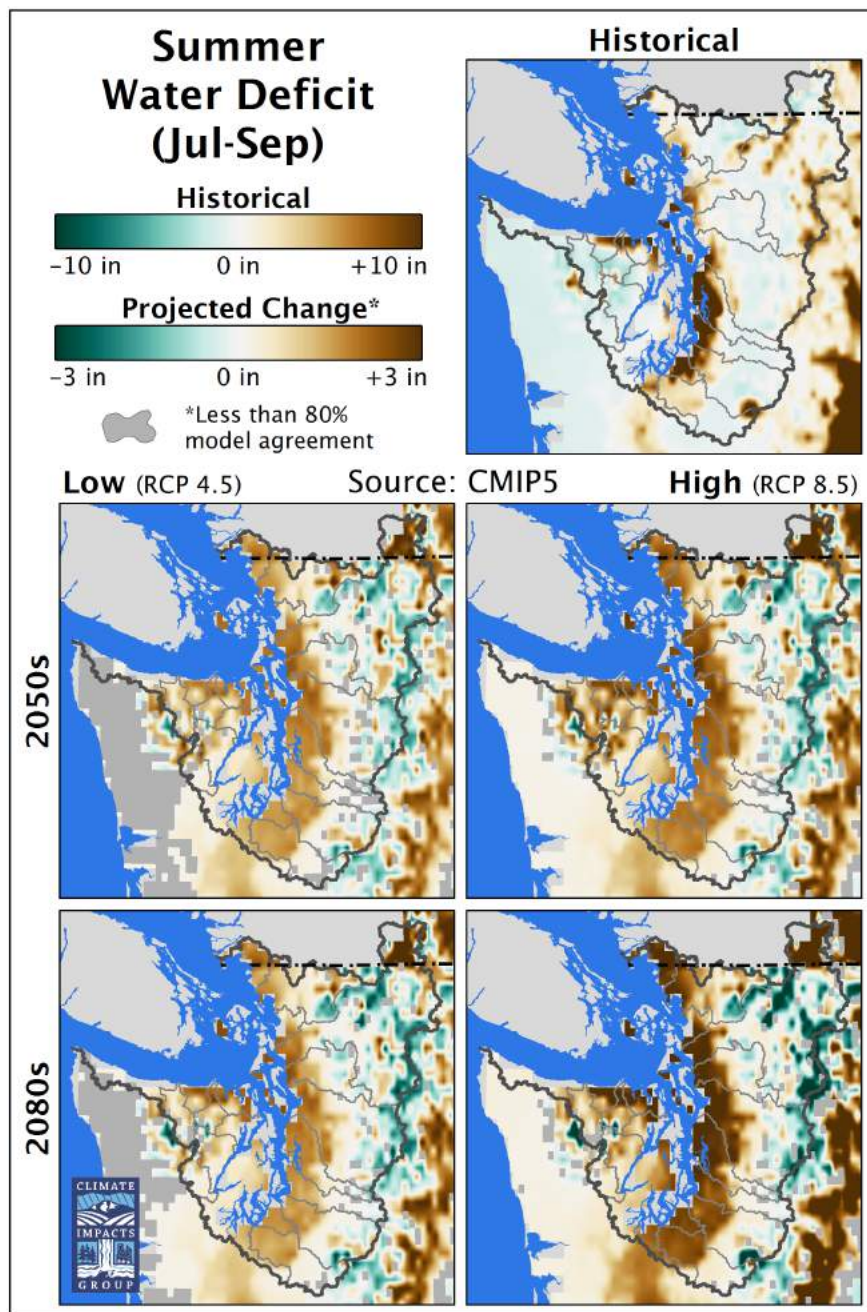 Summer
Water Deficit
(Jul-Sep)
Historical
Historical
−10 in 0 in +10 in
Projected Change*
−3 in 0 in +3 in
*Less than 80%
model agreement
Low (RCP 4.5) Source: CMIP5 High (RCP 8.5)
2050s
2080s
CLIMATE
IMPACTS
GROUP